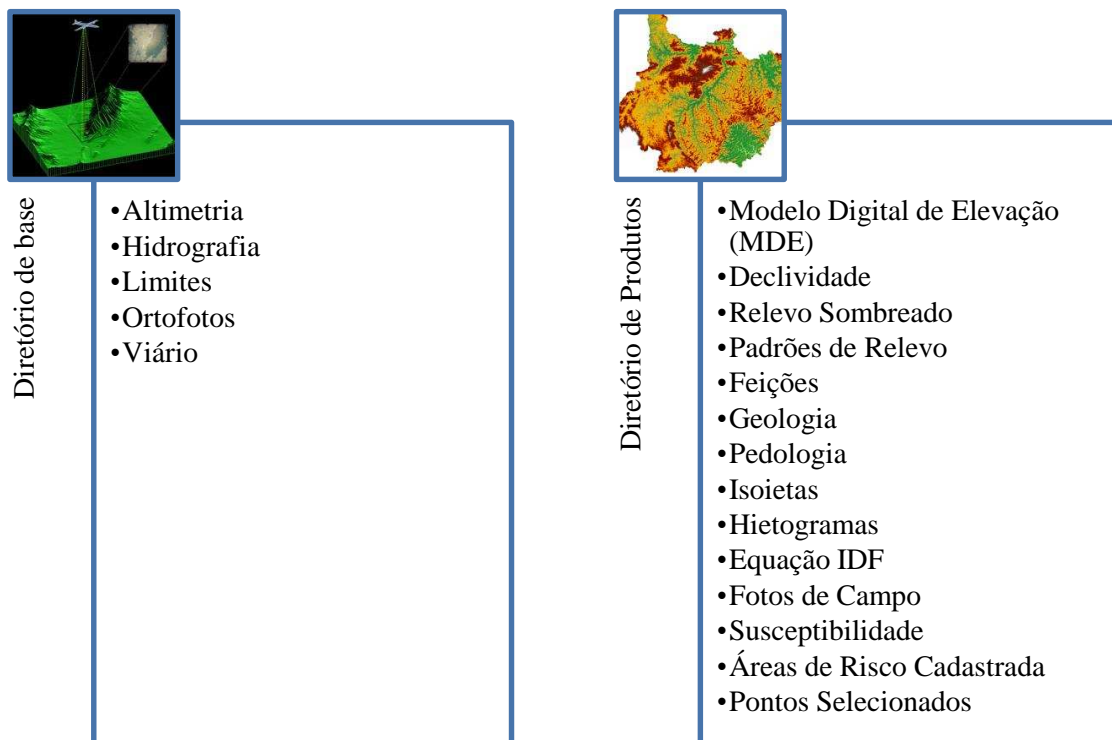 Diretório de base
•Altimetria
•Hidrografia
•Limites
•Ortofotos
•Viário
Diretório de Produtos
•Modelo Digital de Elevação
(MDE)
•Declividade
•Relevo Sombreado
•Padrões de Relevo
•Feições
•Geologia
•Pedologia
•Isoietas
•Hietogramas
•Equação IDF
•Fotos de Campo
•Susceptibilidade
•Áreas de Risco Cadastrada
•Pontos Selecionados